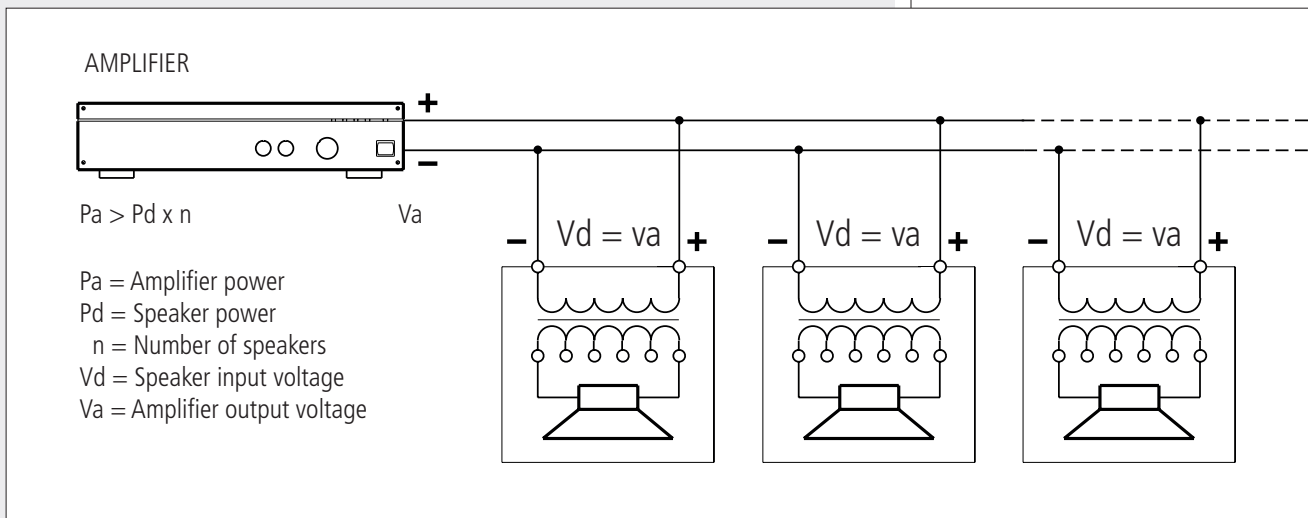 AMPLIFIER
+
–
Pa > Pd x n Va
– Vd = va + – Vd = va + – Vd = va +
Pa = Amplifier power
Pd = Speaker power
n = Number of speakers
Vd = Speaker input voltage
Va = Amplifier output voltage